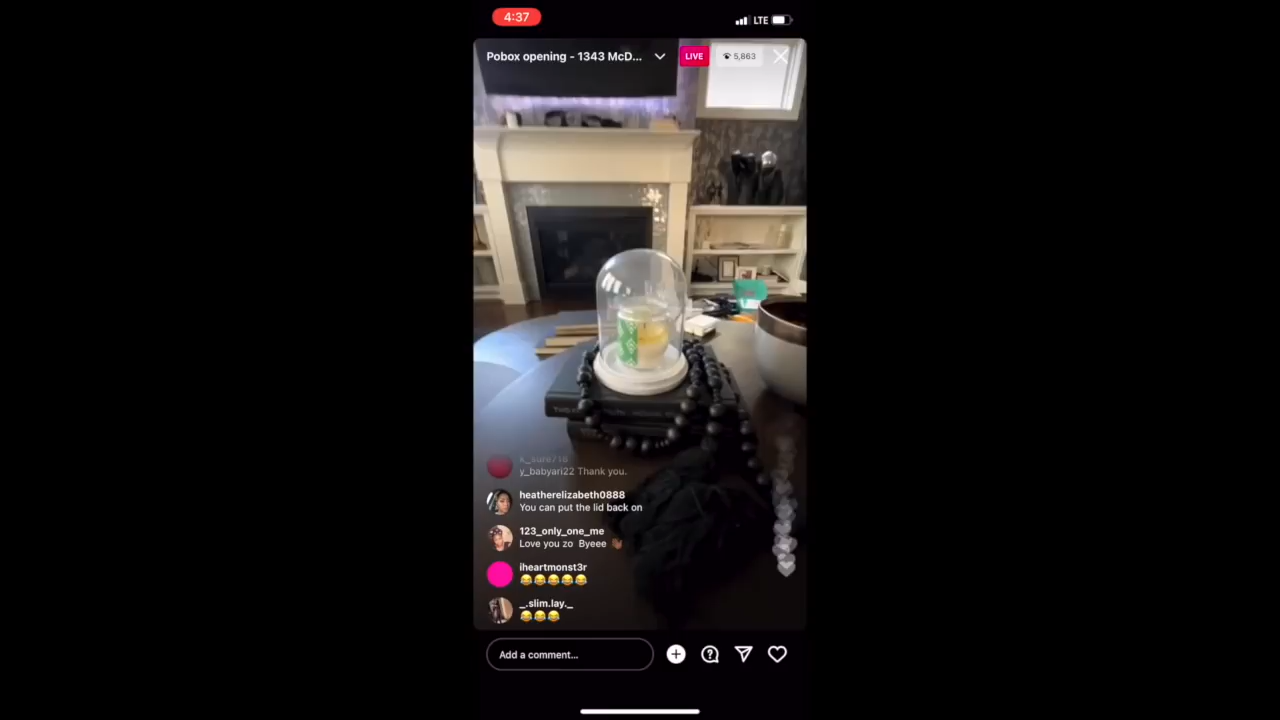 4:37
LTE
Pobox opening - 1343 McD...
LIVE
5,863
k_sure718
y_babyari22 Thank you.
heatherelizabeth0888
You can put the lid back on
123_only_one_me
Love you zo Byeee 👋🏾
iheartmonst3r
😂😂😂😂😂
_.slim.lay._
😂😂😂
Add a comment...